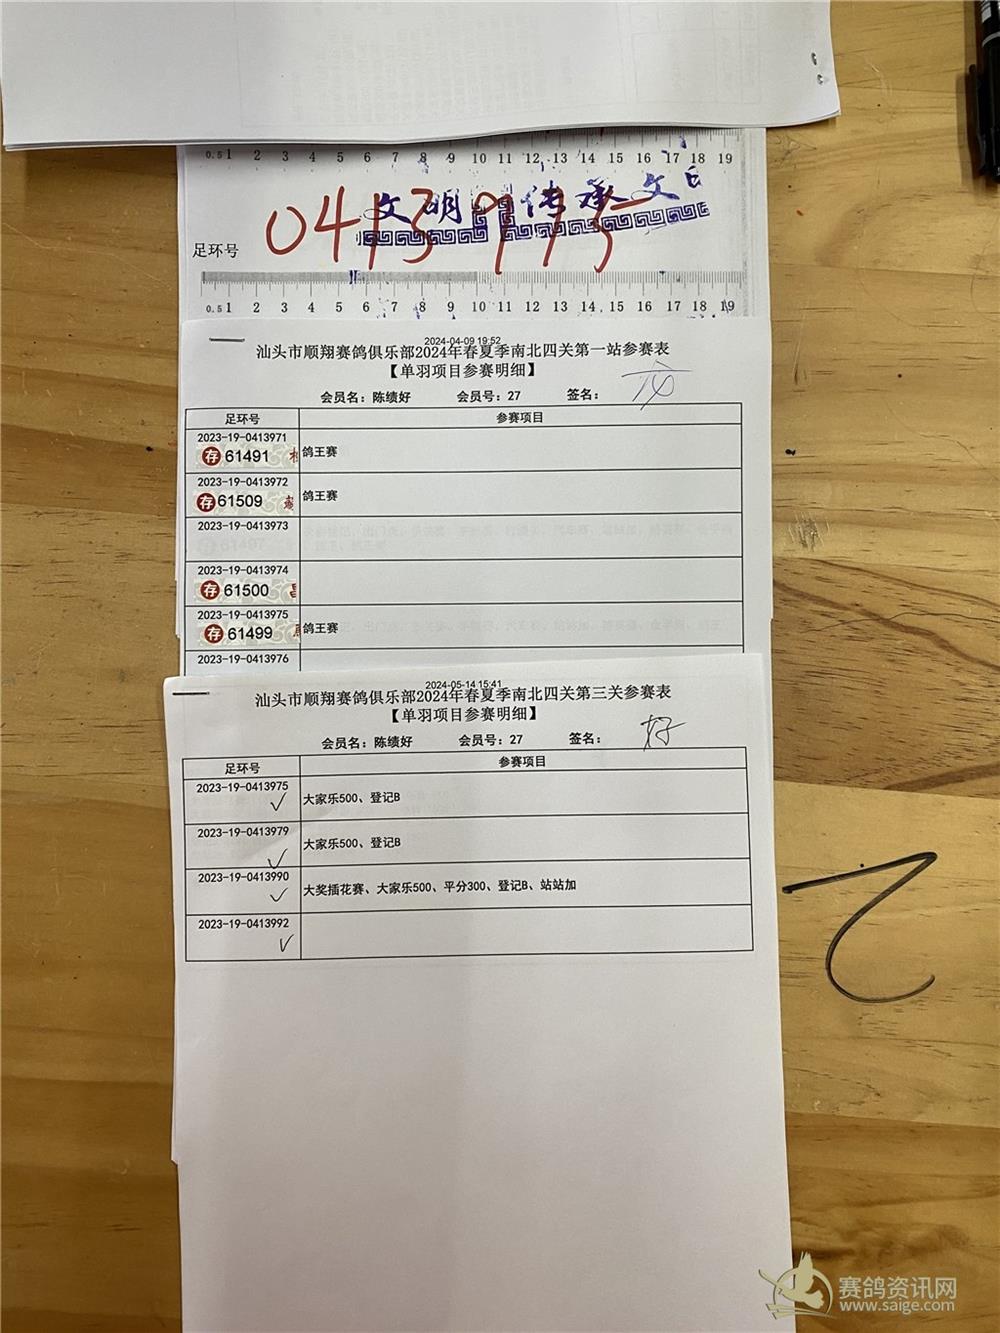 0.5 1 2 3 4 5 6 7 8 9 10 11 12 13 14 15 16 17 18 19
文明 传承文
足环号 0413975
0.5 1 2 3 4 5 6 7 8 9 10 11 12 13 14 15 16 17 18 19
2024-04-09 19:52
汕头市顺翔赛鸽俱乐部2024年春夏季南北四关第一站参赛表
【单羽项目参赛明细】
会员名：陈绩好 会员号：27 签名：
足环号 参赛项目
2023-19-0413971
存 61491 鸽王赛
2023-19-0413972
存 61509 鸽王赛
2023-19-0413973
存 61497
2023-19-0413974
存 61500
2023-19-0413975
存 61499 鸽王赛
2023-19-0413976
2024-05-14 15:41
汕头市顺翔赛鸽俱乐部2024年春夏季南北四关第三关参赛表
【单羽项目参赛明细】
会员名：陈绩好 会员号：27 签名：好
足环号 参赛项目
2023-19-0413975
大家乐500、登记B
2023-19-0413979
大家乐500、登记B
2023-19-0413990
大奖插花赛、大家乐500、平分300、登记B、站站加
2023-19-0413992
赛鸽资讯网
www.saige.com